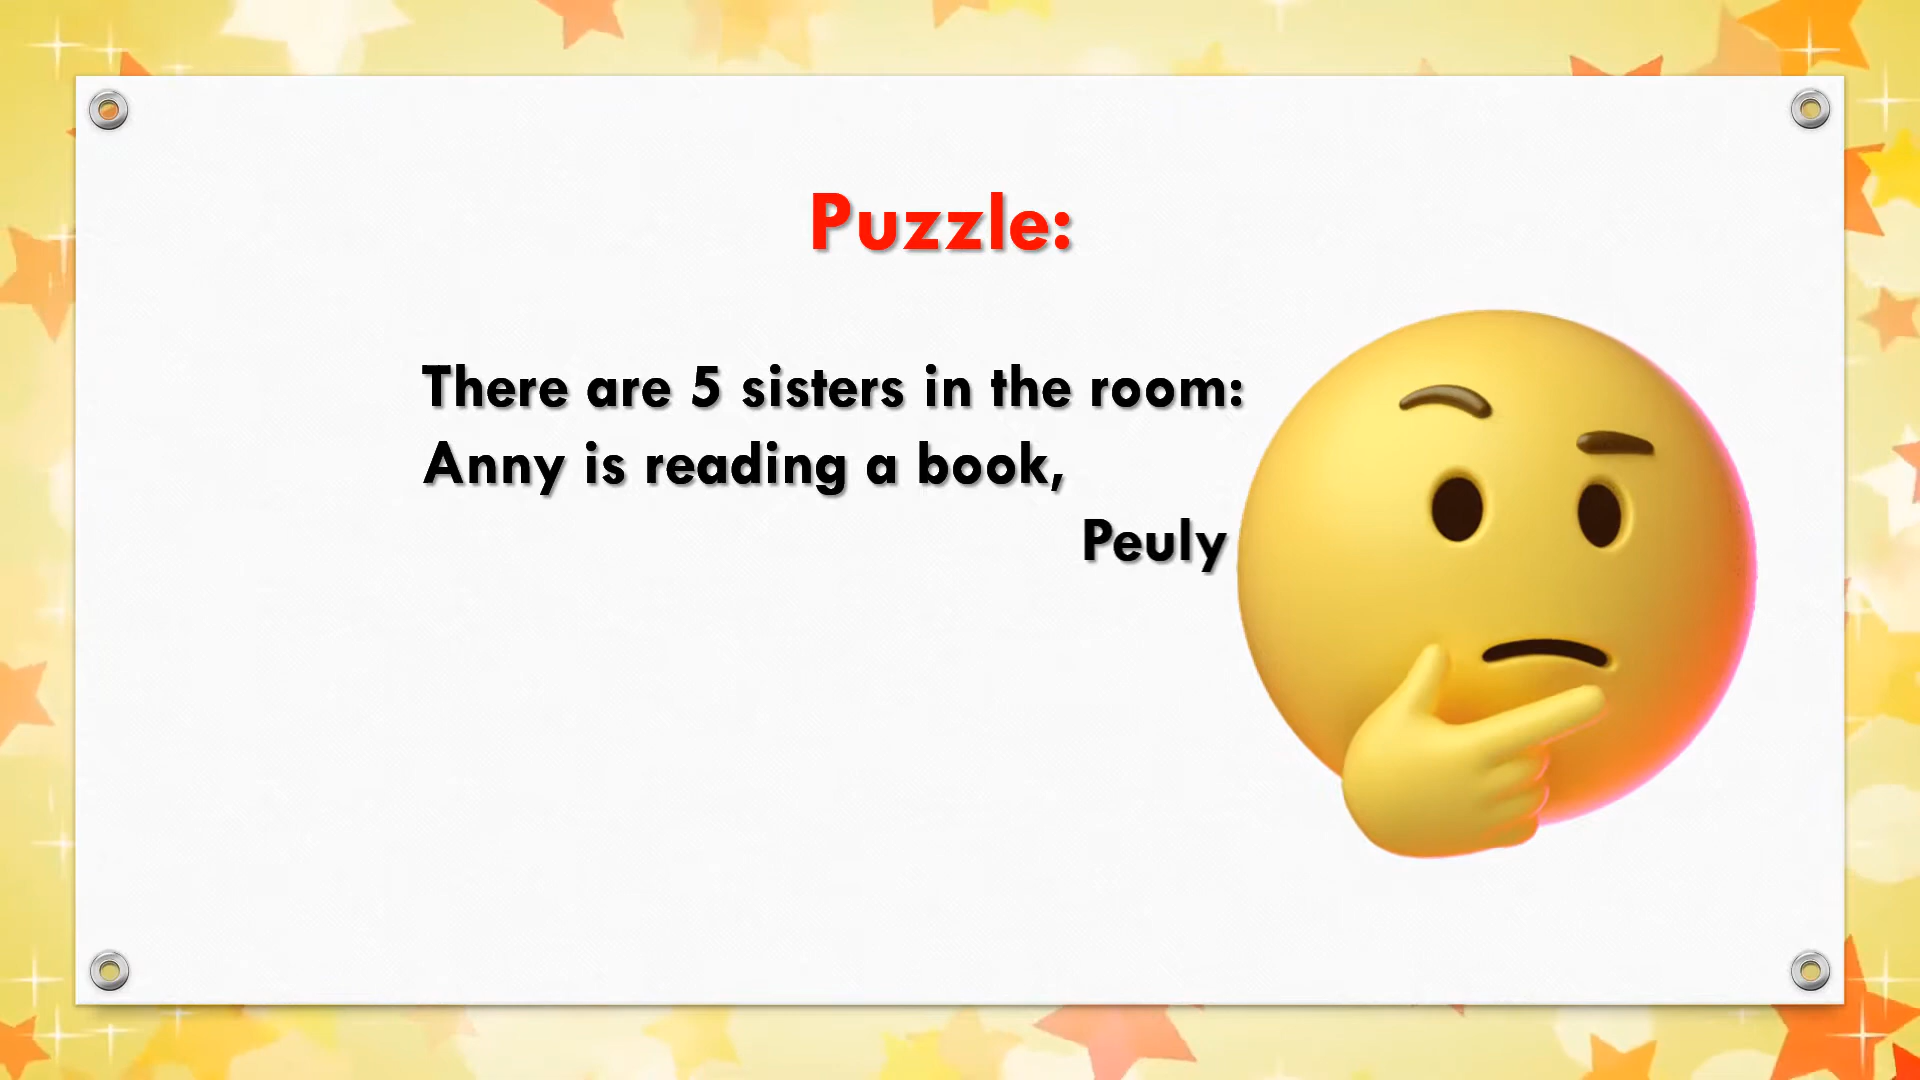 Puzzle:
There are 5 sisters in the room:
Anny is reading a book,
Peuly